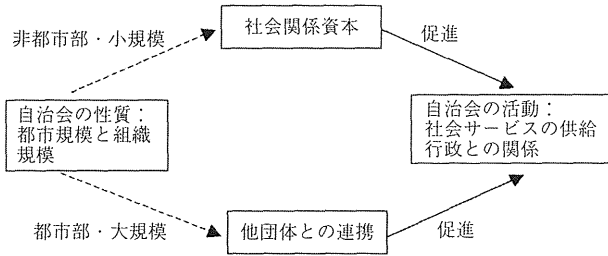 社会関係資本
非都市部・小規模
促進
自治会の性質：
都市規模と組織
規模
自治会の活動：
社会サービスの供給
行政との関係
都市部・大規模
他団体との連携
促進